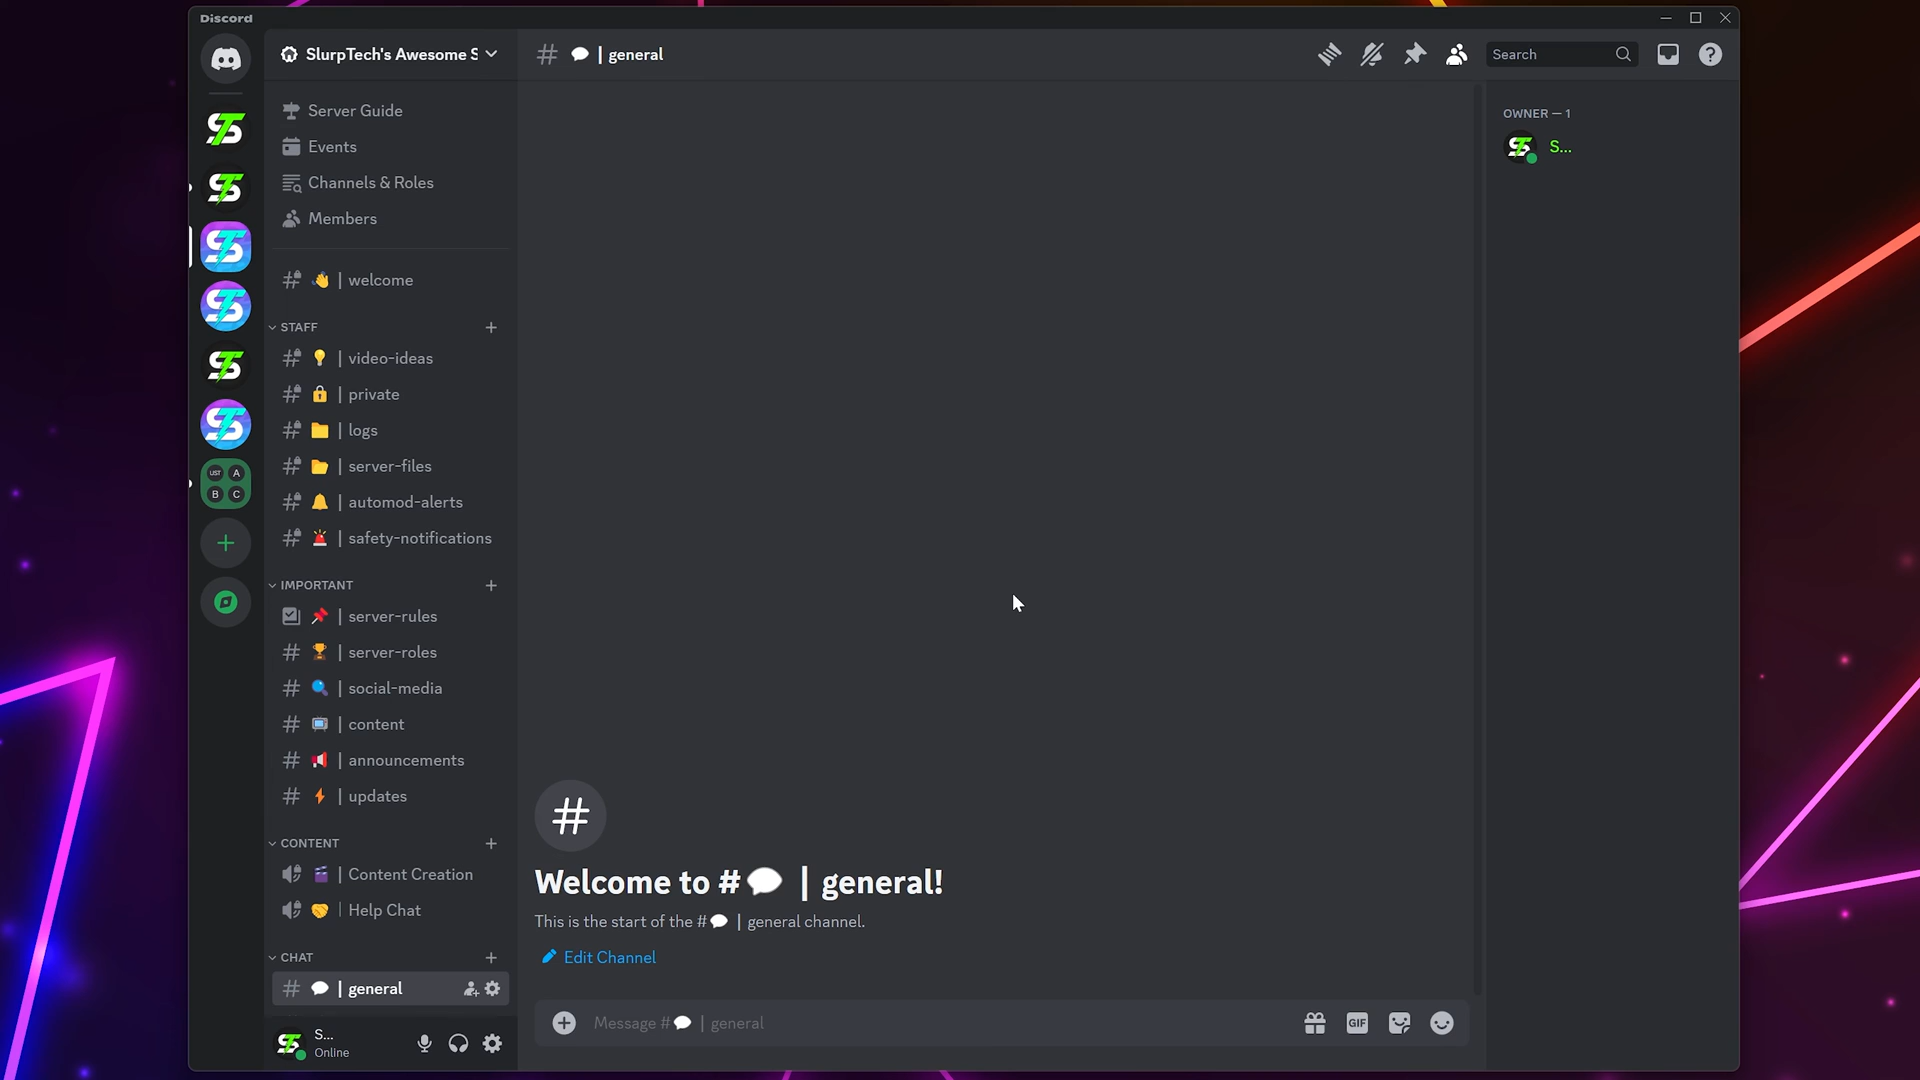 Discord
SlurpTech's Awesome S
| general
Search
Server Guide
Events
Channels & Roles
Members
| welcome
STAFF
| video-ideas
| private
| logs
| server-files
| automod-alerts
| safety-notifications
IMPORTANT
| server-rules
| server-roles
| social-media
| content
| announcements
| updates
CONTENT
| Content Creation
| Help Chat
CHAT
| general
S...
Online
UST A
B C
#
Welcome to #💬 | general!
This is the start of the #💬 | general channel.
Edit Channel
Message #💬 | general
GIF
OWNER — 1
S...